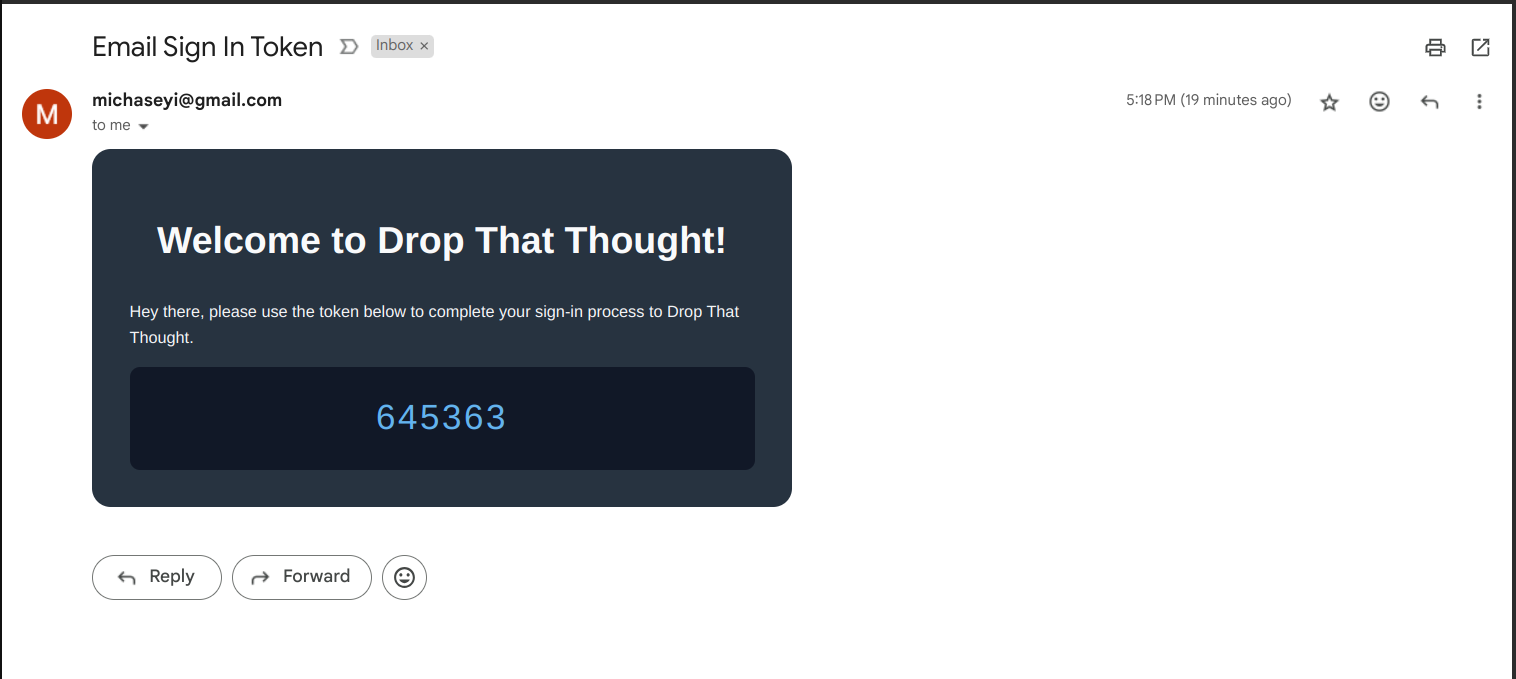 Email Sign In Token
Inbox ×
michaseyi@gmail.com
5:18 PM (19 minutes ago)
to me
M
Welcome to Drop That Thought!
Hey there, please use the token below to complete your sign-in process to Drop That
Thought.
645363
Reply
Forward